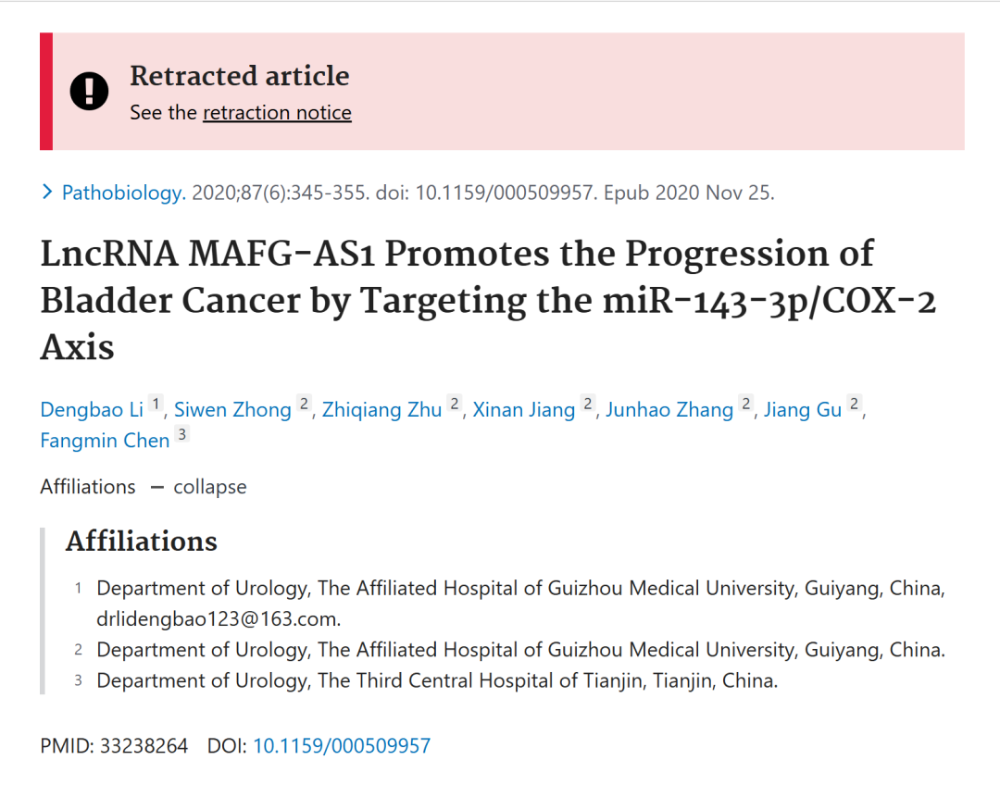 Retracted article
See the retraction notice
Pathobiology. 2020;87(6):345-355. doi: 10.1159/000509957. Epub 2020 Nov 25.
LncRNA MAFG-AS1 Promotes the Progression of
Bladder Cancer by Targeting the miR-143-3p/COX-2
Axis
Dengbao Li 1, Siwen Zhong 2, Zhiqiang Zhu 2, Xinan Jiang 2, Junhao Zhang 2, Jiang Gu 2,
Fangmin Chen 3
Affiliations — collapse
Affiliations
1 Department of Urology, The Affiliated Hospital of Guizhou Medical University, Guiyang, China,
drlidengbao123@163.com.
2 Department of Urology, The Affiliated Hospital of Guizhou Medical University, Guiyang, China.
3 Department of Urology, The Third Central Hospital of Tianjin, Tianjin, China.
PMID: 33238264 DOI: 10.1159/000509957